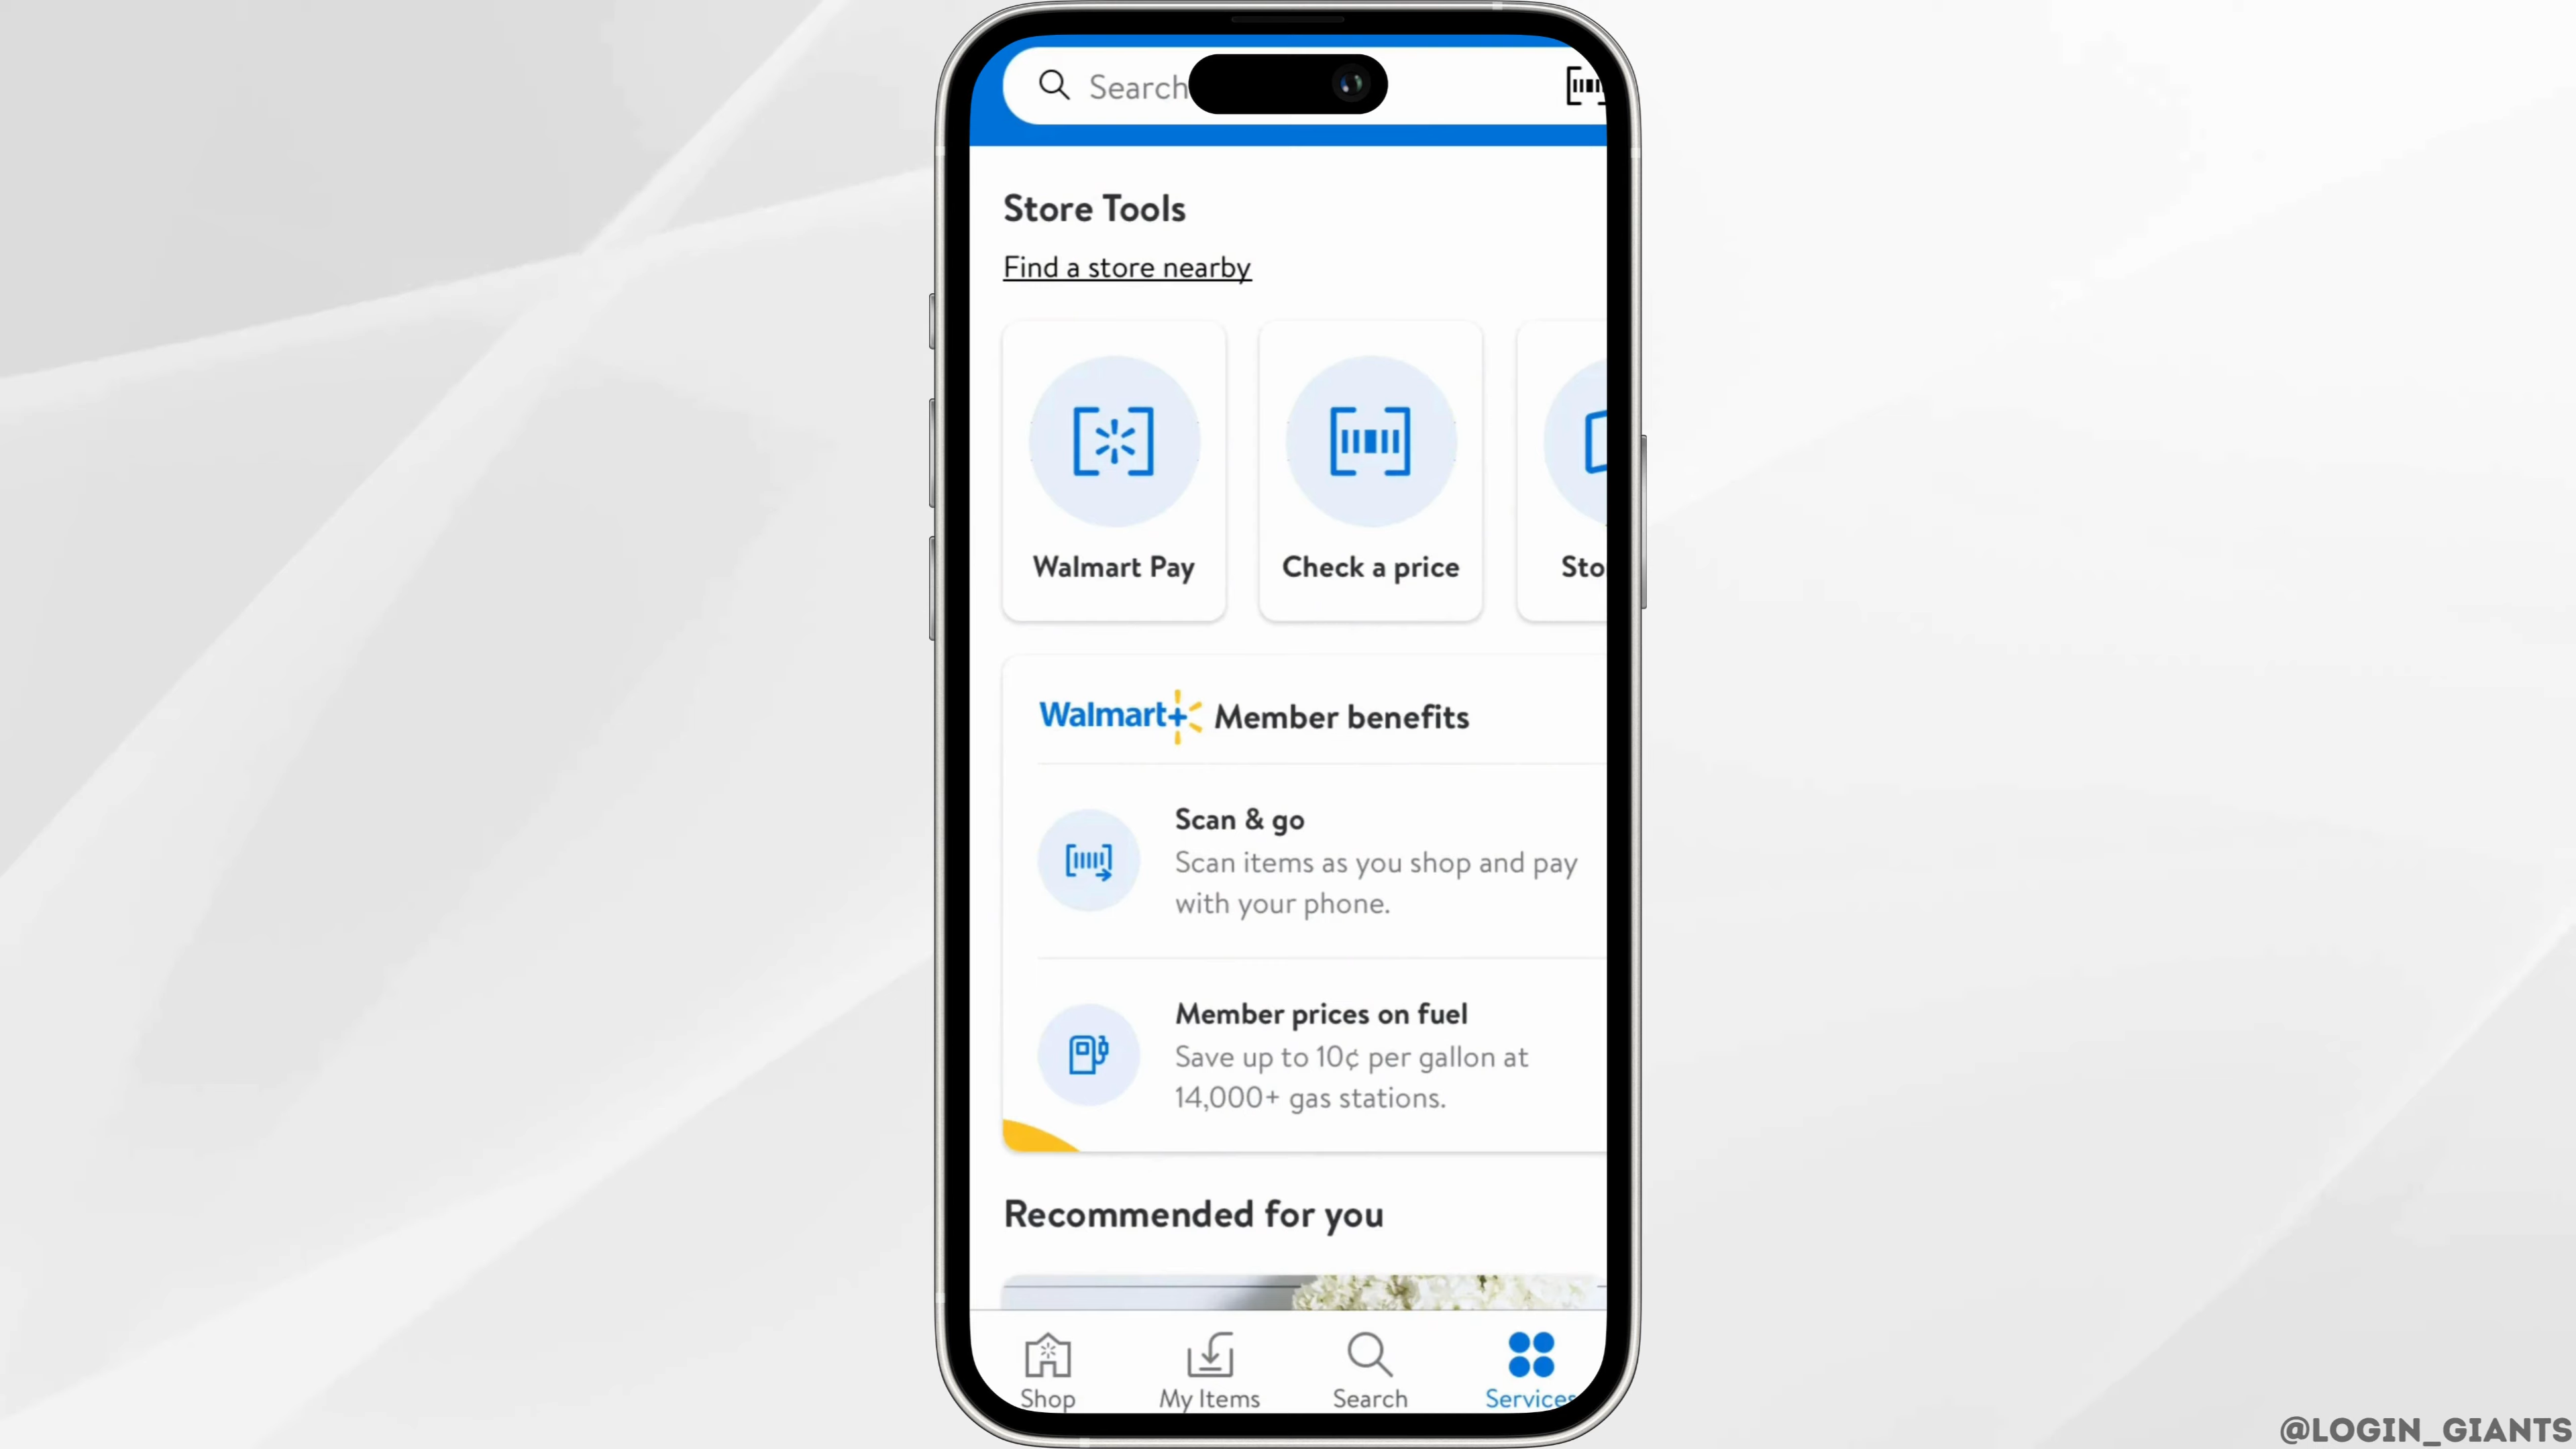 Search
Store Tools
Find a store nearby
Walmart Pay
Check a price
Sto
Walmart+ Member benefits
Scan & go
Scan items as you shop and pay
with your phone.
Member prices on fuel
Save up to 10¢ per gallon at
14,000+ gas stations.
Recommended for you
Shop
My Items
Search
Services
@LOGIN_GIANTS